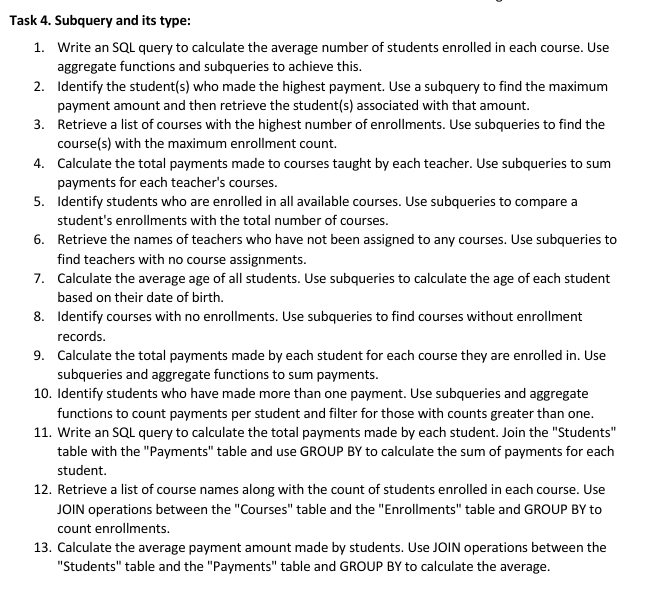 Task 4. Subquery and its type:
1. Write an SQL query to calculate the average number of students enrolled in each course. Use
aggregate functions and subqueries to achieve this.
2. Identify the student(s) who made the highest payment. Use a subquery to find the maximum
payment amount and then retrieve the student(s) associated with that amount.
3. Retrieve a list of courses with the highest number of enrollments. Use subqueries to find the
course(s) with the maximum enrollment count.
4. Calculate the total payments made to courses taught by each teacher. Use subqueries to sum
payments for each teacher's courses.
5. Identify students who are enrolled in all available courses. Use subqueries to compare a
student's enrollments with the total number of courses.
6. Retrieve the names of teachers who have not been assigned to any courses. Use subqueries to
find teachers with no course assignments.
7. Calculate the average age of all students. Use subqueries to calculate the age of each student
based on their date of birth.
8. Identify courses with no enrollments. Use subqueries to find courses without enrollment
records.
9. Calculate the total payments made by each student for each course they are enrolled in. Use
subqueries and aggregate functions to sum payments.
10. Identify students who have made more than one payment. Use subqueries and aggregate
functions to count payments per student and filter for those with counts greater than one.
11. Write an SQL query to calculate the total payments made by each student. Join the "Students"
table with the "Payments" table and use GROUP BY to calculate the sum of payments for each
student.
12. Retrieve a list of course names along with the count of students enrolled in each course. Use
JOIN operations between the "Courses" table and the "Enrollments" table and GROUP BY to
count enrollments.
13. Calculate the average payment amount made by students. Use JOIN operations between the
"Students" table and the "Payments" table and GROUP BY to calculate the average.